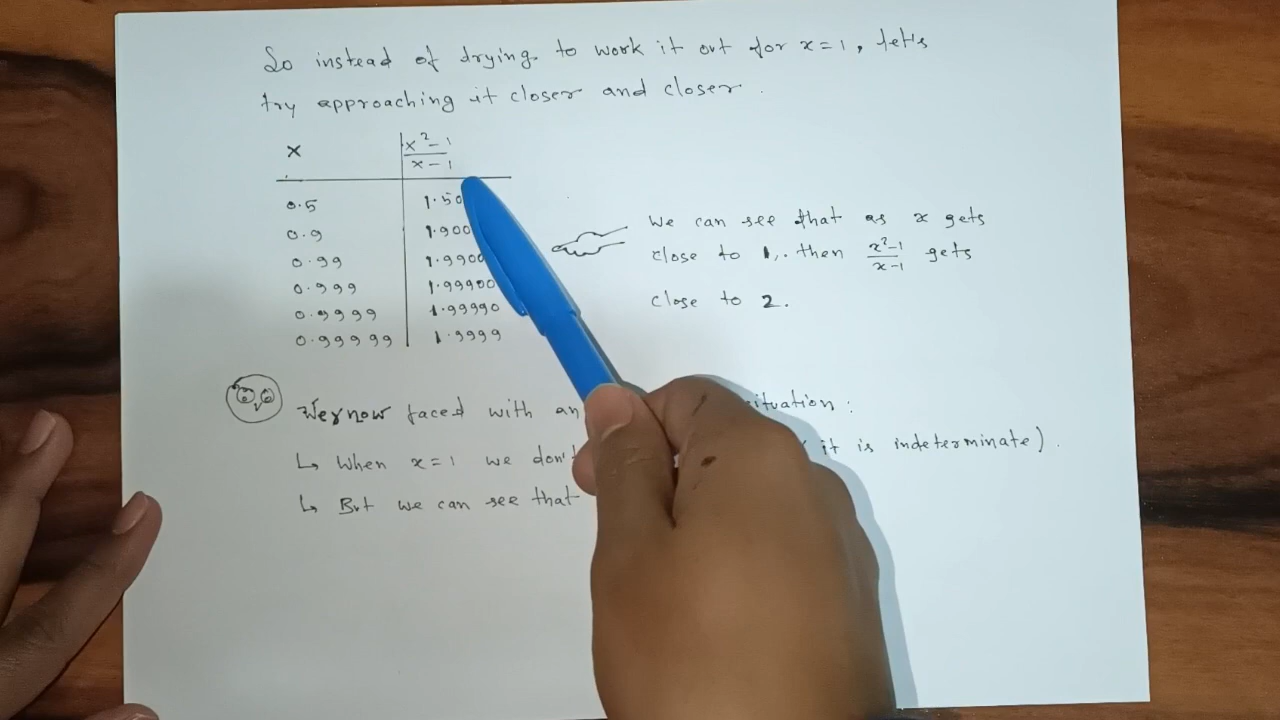 So instead of drying to work it out for x = 1, let's
try approaching it closer and closer.
x | x² - 1 / x - 1
0.5 | 1.50
0.9 | 1.900
0.99 | 1.9900
0.999 | 1.99900
0.9999 | 1.99990
0.99999 | 1.9999
We can see that as x gets
close to 1, then x²-1 / x-1 gets
close to 2.
now faced with an situation:
↳ When x = 1 we don't it is indeterminate).
↳ But we can see that